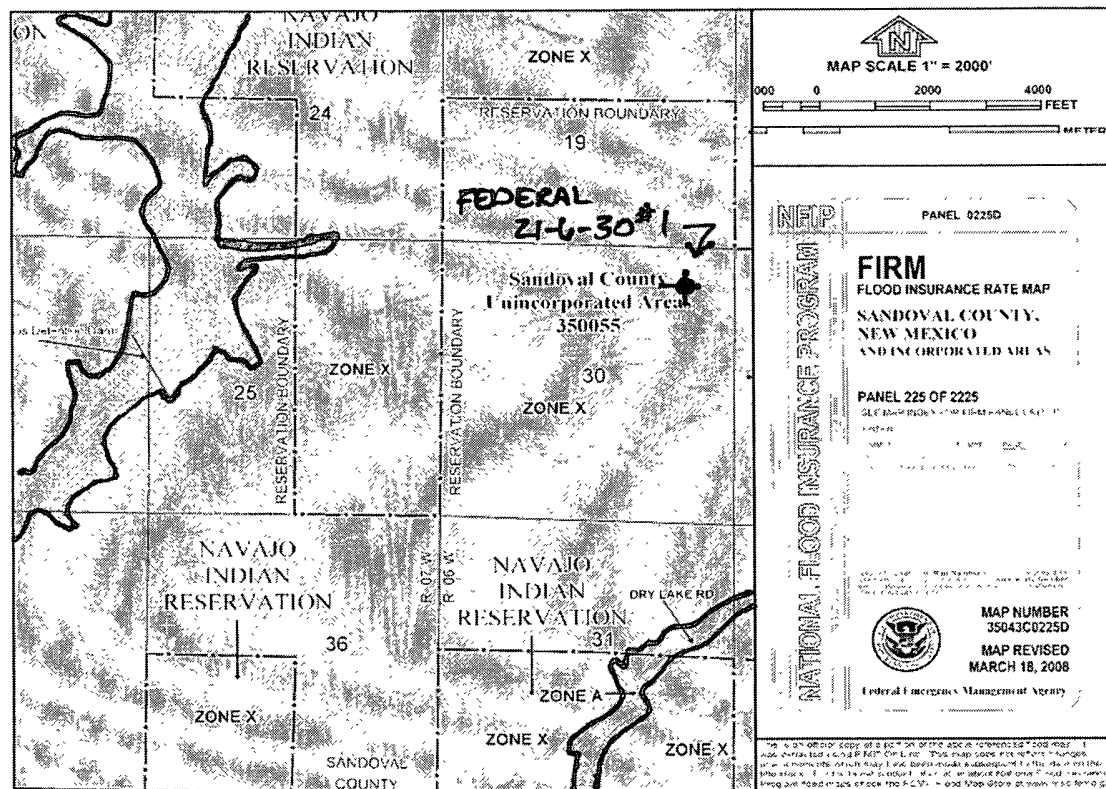 NAVAJO
INDIAN
RESERVATION
ON
24
ZONE X
RESERVATION BOUNDARY
19
FEDERAL
21-6-30 #1
Sandoval County
Unincorporated Area
350055
30
ZONE X
ZONE X
25
RESERVATION BOUNDARY
RESERVATION BOUNDARY
NAVAJO
INDIAN
RESERVATION
36
R 07 W
R 06 W
NAVAJO
INDIAN
RESERVATION
31
DRY LAKE RD
ZONE A
ZONE X
ZONE X
ZONE X
SANDOVAL
COUNTY
N
MAP SCALE 1" = 2000'
000 0 2000 4000
FEET
METER
NFIP
NATIONAL FLOOD INSURANCE PROGRAM
PANEL 0225D
FIRM
FLOOD INSURANCE RATE MAP
SANDOVAL COUNTY,
NEW MEXICO
AND INCORPORATED AREAS
PANEL 225 OF 2225
MAP NUMBER
35043C0225D
MAP REVISED
MARCH 18, 2008
Federal Emergency Management Agency